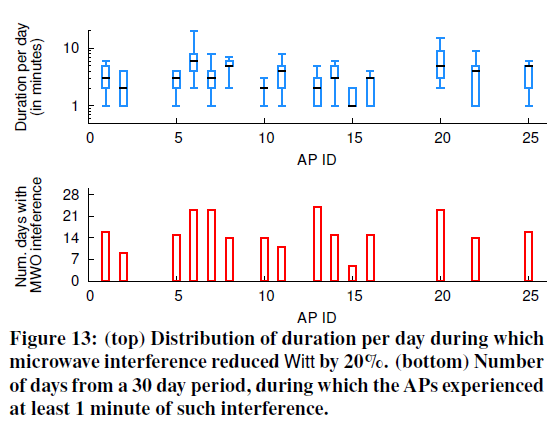 Duration per day
(in minutes)
10
1
0 5 10 15 20 25
AP ID
Num. days with
MWO inteference
28
21
14
7
0
0 5 10 15 20 25
AP ID
Figure 13: (top) Distribution of duration per day during which
microwave interference reduced Witt by 20%. (bottom) Number
of days from a 30 day period, during which the APs experienced
at least 1 minute of such interference.